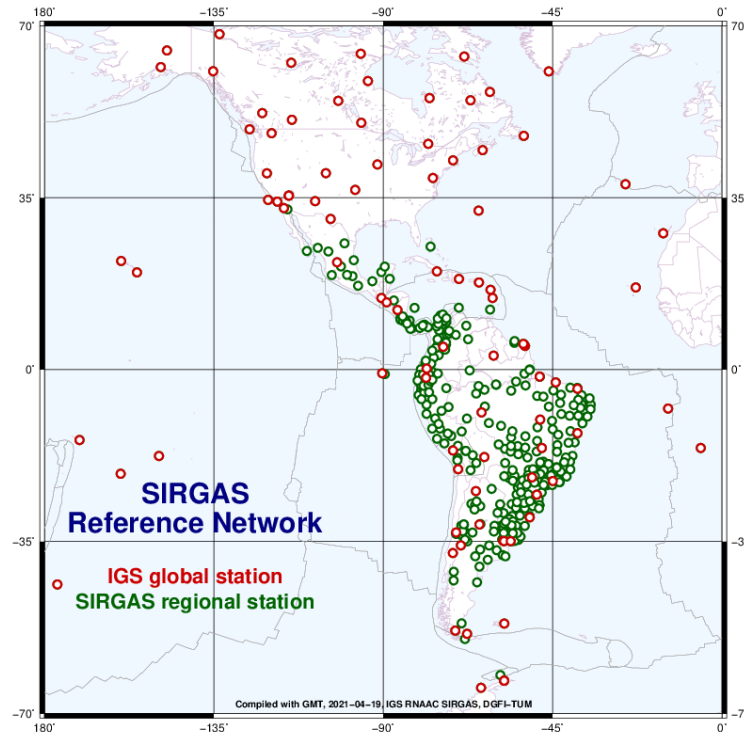 180˚ -135˚ -90˚ -45˚ 0˚
70˚ 70
35˚ 35
0˚ 0˚
SIRGAS
Reference Network
-35˚ -3
IGS global station
SIRGAS regional station
Compiled with GMT, 2021-04-19, IGS RNAAC SIRGAS, DGFI-TUM
-70˚ -7
180˚ -135˚ -90˚ -45˚ 0˚